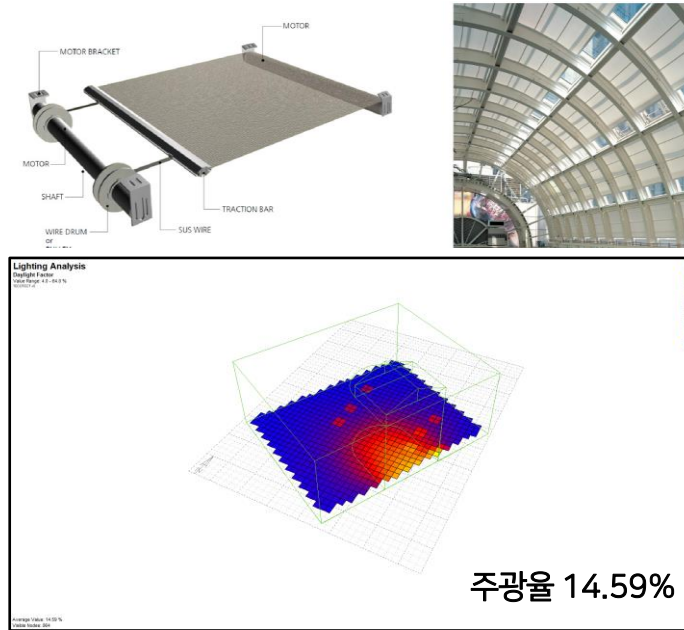 MOTOR
MOTOR BRACKET
MOTOR
SHAFT
TRACTION BAR
WIRE DRUM
or
SUS WIRE
Lighting Analysis
Daylight Factor
Value Range: 4.0 - 64.0 %
주광율 14.59%
Average Value: 14.59 %
Visible Nodes: 864